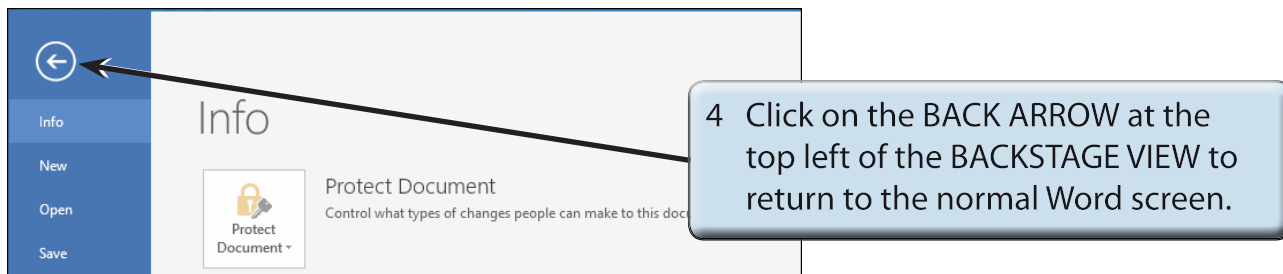 Info
Info
New
Open
Save
Protect
Document
Protect Document
Control what types of changes people can make to this
4 Click on the BACK ARROW at the
top left of the BACKSTAGE VIEW to
return to the normal Word screen.